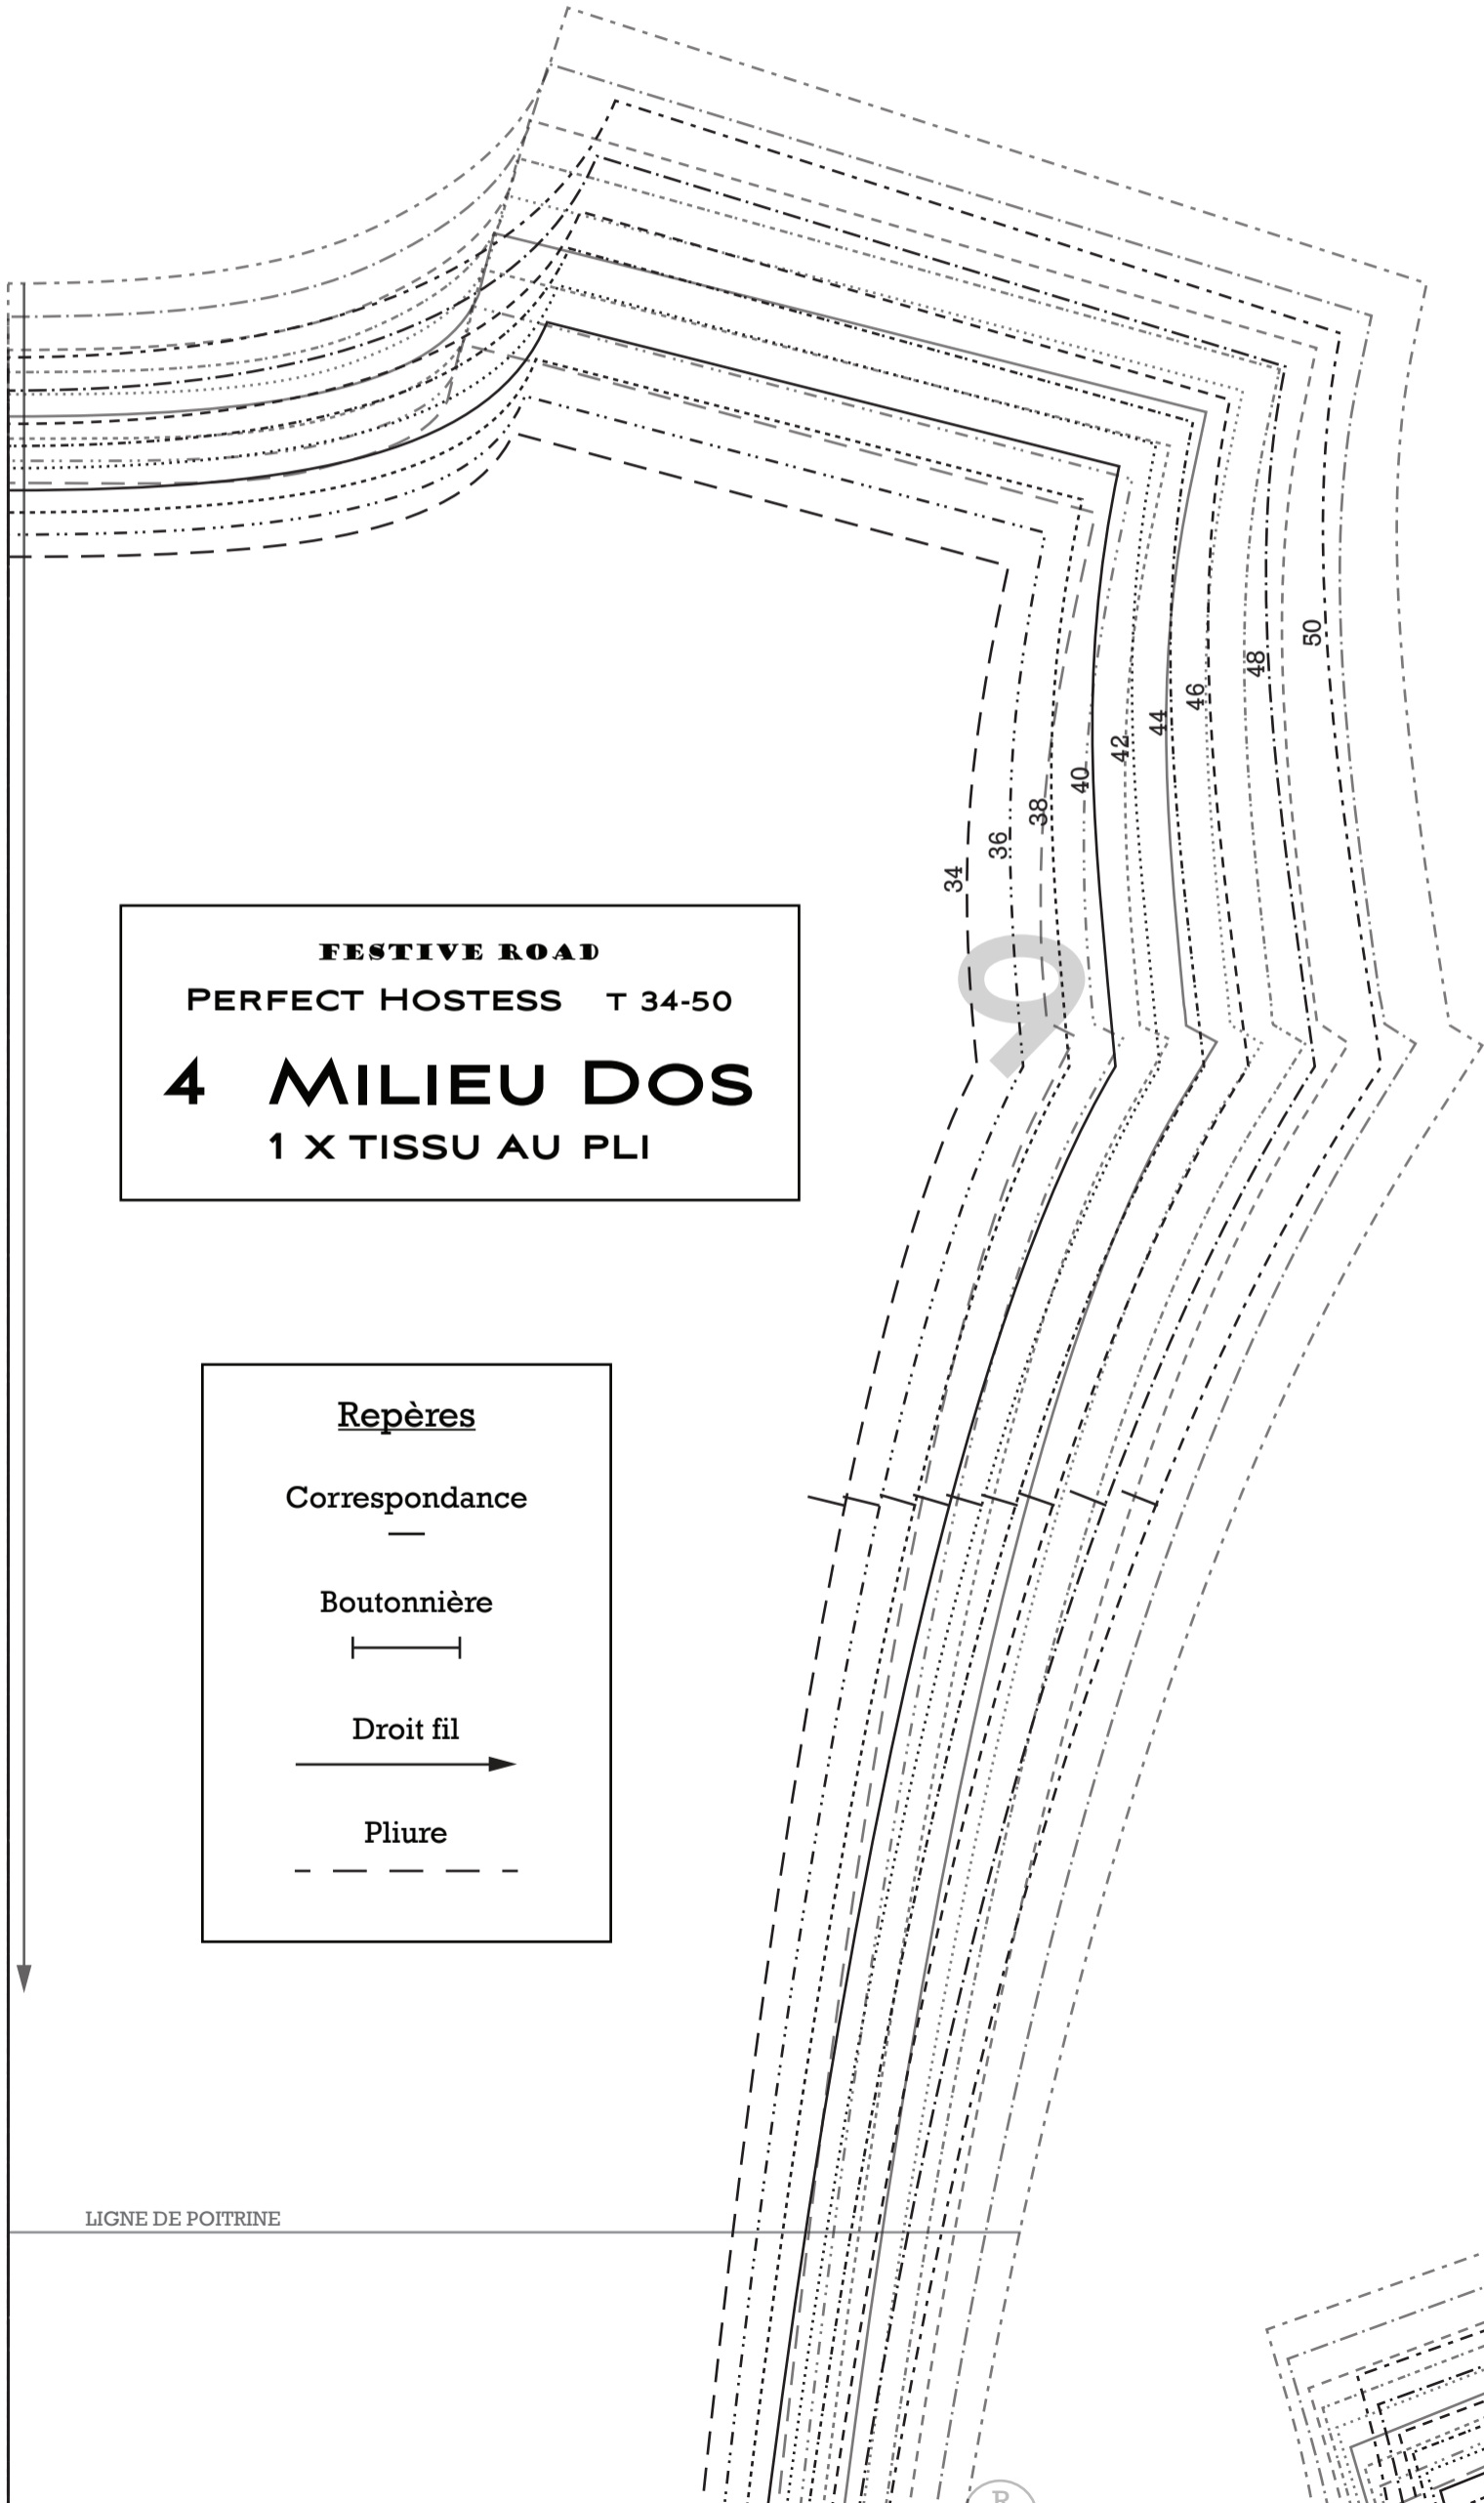 50
48
46
44
42
40
38
36
34
9
FESTIVE ROAD
PERFECT HOSTESS T 34-50
4 MILIEU DOS
1 X TISSU AU PLI
Repères
Correspondance
Boutonnière
Droit fil
Pliure
LIGNE DE POITRINE
R